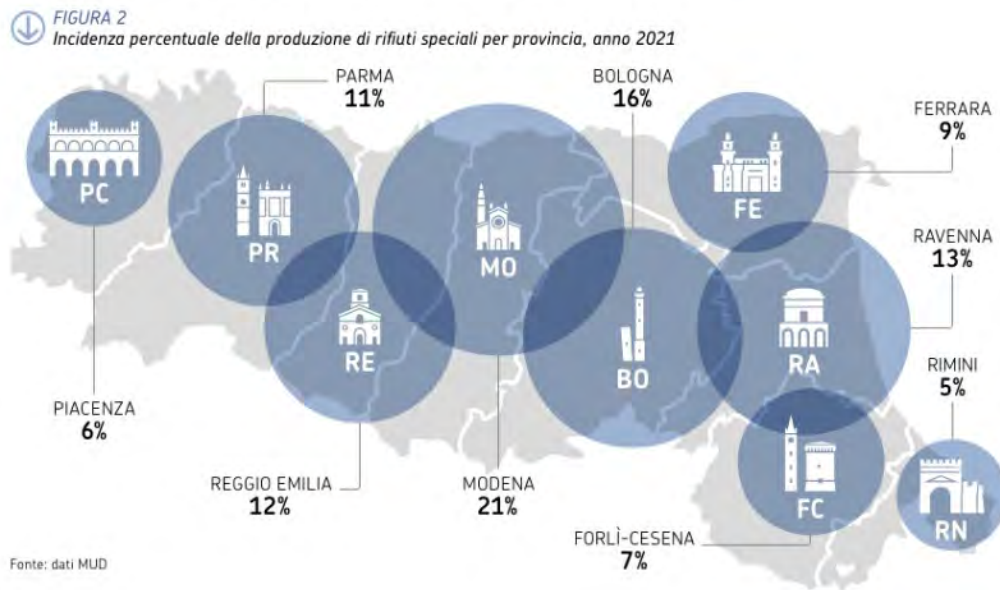 FIGURA 2
Incidenza percentuale della produzione di rifiuti speciali per provincia, anno 2021
PARMA
11%
BOLOGNA
16%
FERRARA
9%
PC
PR
MO
FE
RAVENNA
13%
RE
BO
RA
RIMINI
5%
PIACENZA
6%
REGGIO EMILIA
12%
MODENA
21%
FC
RN
FORLÌ-CESENA
7%
Fonte: dati MUD